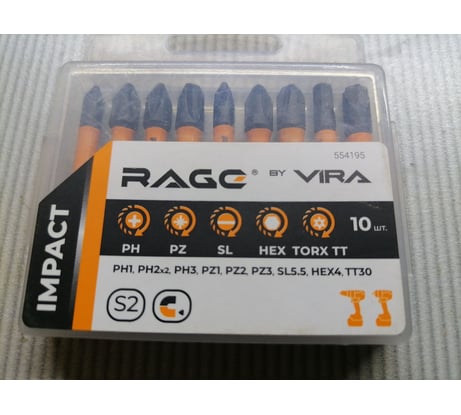 554195
RAGE® BY VIRA
IMPACT
PH PZ SL HEX TORX TT
10 шт.
PH1, PH2x2, PH3, PZ1, PZ2, PZ3, SL5.5, HEX4, TT30
S2